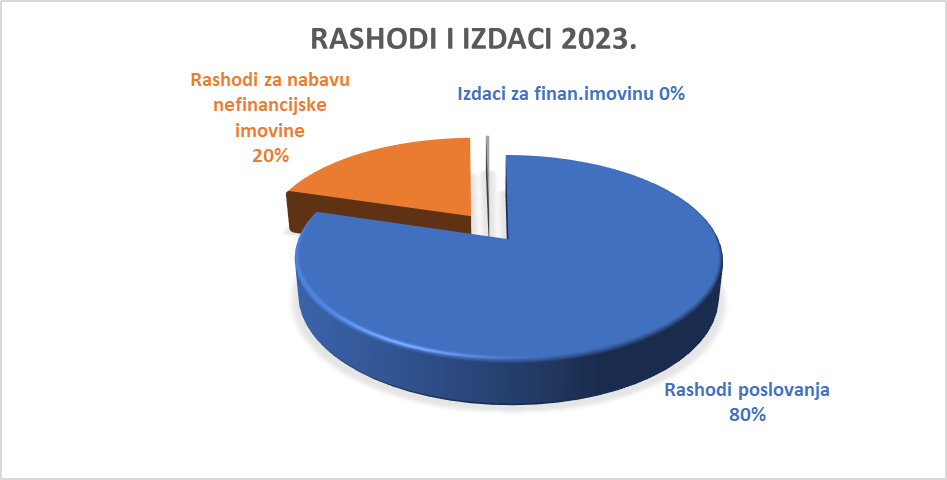 RASHODI I IZDACI 2023.
Rashodi za nabavu
nefinancijske
imovine
20%
Izdaci za finan.imovinu 0%
Rashodi poslovanja
80%